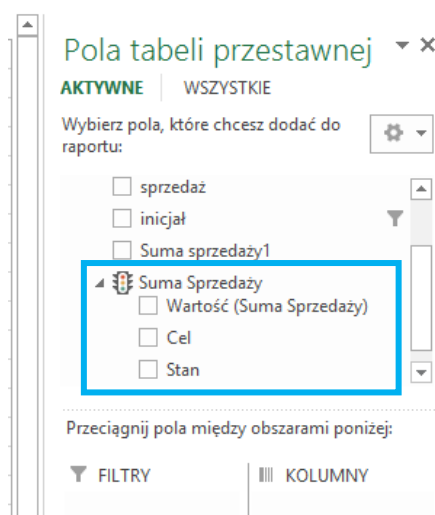 Pola tabeli przestawnej
AKTYWNE WSZYSTKIE
Wybierz pola, które chcesz dodać do
raportu:
sprzedaż
inicjał
Suma sprzedaży1
Suma Sprzedaży
Wartość (Suma Sprzedaży)
Cel
Stan
Przeciągnij pola między obszarami poniżej:
FILTRY KOLUMNY